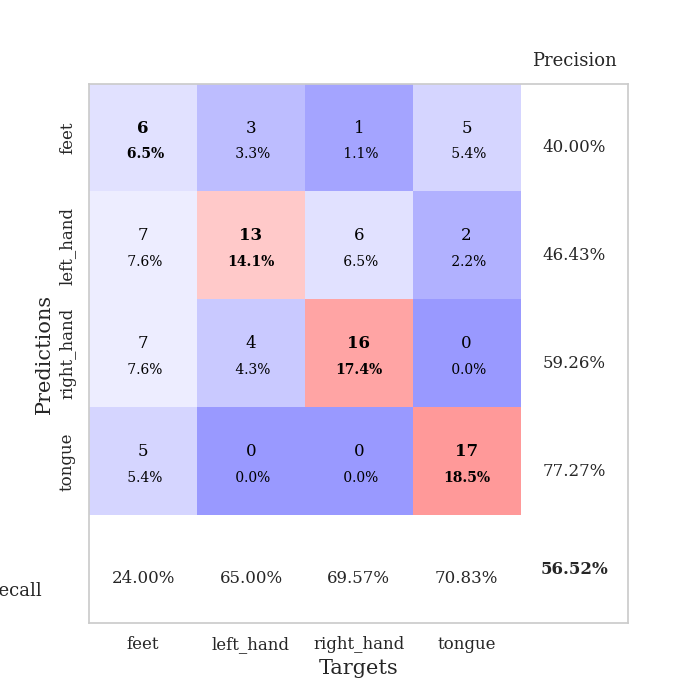 Precision
feet 6 3 1 5 40.00%
6.5% 3.3% 1.1% 5.4%
left_hand 7 13 6 2 46.43%
7.6% 14.1% 6.5% 2.2%
Predictions
right_hand 7 4 16 0 59.26%
7.6% 4.3% 17.4% 0.0%
tongue 5 0 0 17 77.27%
5.4% 0.0% 0.0% 18.5%
ecall 24.00% 65.00% 69.57% 70.83% 56.52%
feet left_hand right_hand tongue
Targets